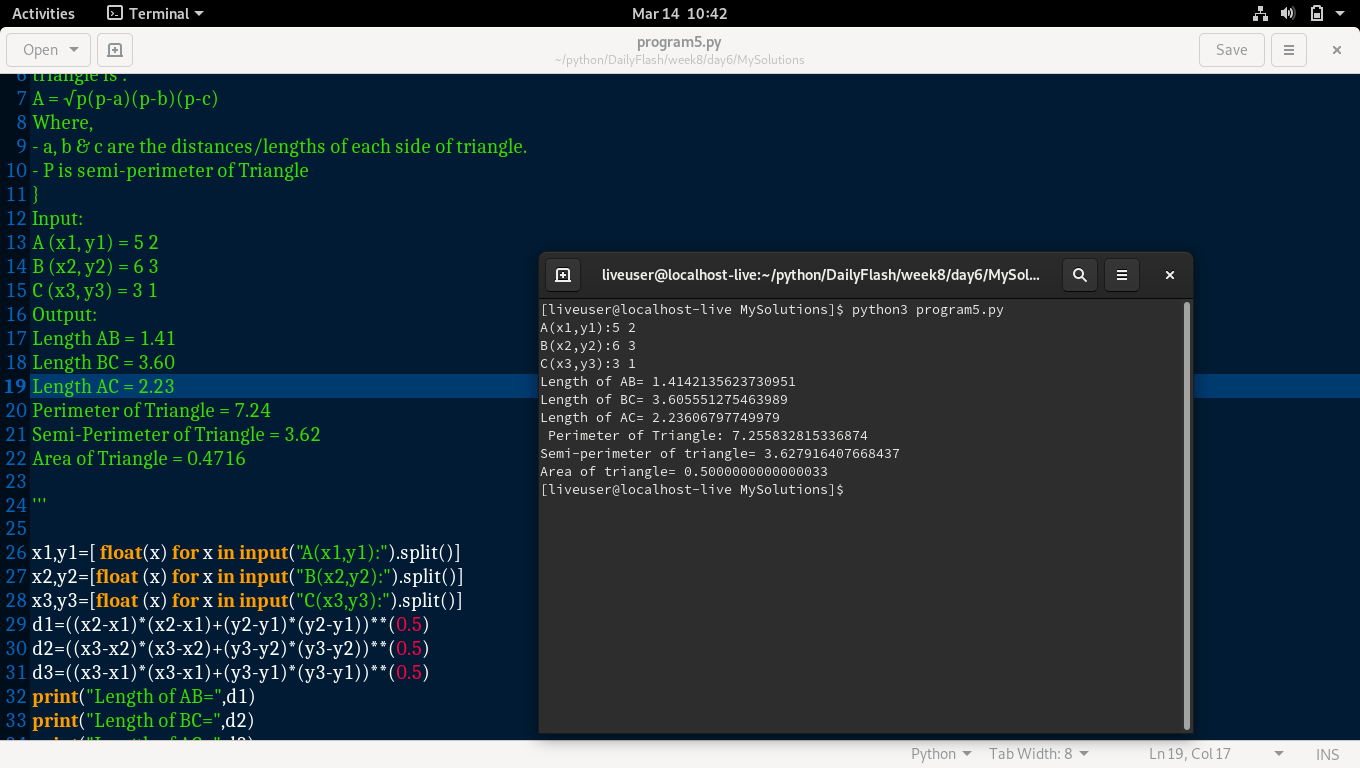 Activities Terminal Mar 14 10:42
Open program5.py Save
~/python/DailyFlash/week8/day6/MySolutions
6 triangle is :
7 A = √p(p-a)(p-b)(p-c)
8 Where,
9 - a, b & c are the distances/lengths of each side of triangle.
10 - P is semi-perimeter of Triangle
11 }
12 Input:
13 A (x1, y1) = 5 2
14 B (x2, y2) = 6 3
15 C (x3, y3) = 3 1
16 Output:
17 Length AB = 1.41
18 Length BC = 3.60
19 Length AC = 2.23
20 Perimeter of Triangle = 7.24
21 Semi-Perimeter of Triangle = 3.62
22 Area of Triangle = 0.4716
23
24 '''
25
26 x1,y1=[ float(x) for x in input("A(x1,y1):").split()]
27 x2,y2=[float (x) for x in input("B(x2,y2):").split()]
28 x3,y3=[float (x) for x in input("C(x3,y3):").split()]
29 d1=((x2-x1)*(x2-x1)+(y2-y1)*(y2-y1))**(0.5)
30 d2=((x3-x2)*(x3-x2)+(y3-y2)*(y3-y2))**(0.5)
31 d3=((x3-x1)*(x3-x1)+(y3-y1)*(y3-y1))**(0.5)
32 print("Length of AB=",d1)
33 print("Length of BC=",d2)
34 print("Length of AC=",d3)
liveuser@localhost-live:~/python/DailyFlash/week8/day6/MySol...
[liveuser@localhost-live MySolutions]$ python3 program5.py
A(x1,y1):5 2
B(x2,y2):6 3
C(x3,y3):3 1
Length of AB= 1.4142135623730951
Length of BC= 3.605551275463989
Length of AC= 2.23606797749979
 Perimeter of Triangle: 7.255832815336874
Semi-perimeter of triangle= 3.627916407668437
Area of triangle= 0.5000000000000033
[liveuser@localhost-live MySolutions]$
Python Tab Width: 8 Ln 19, Col 17 INS